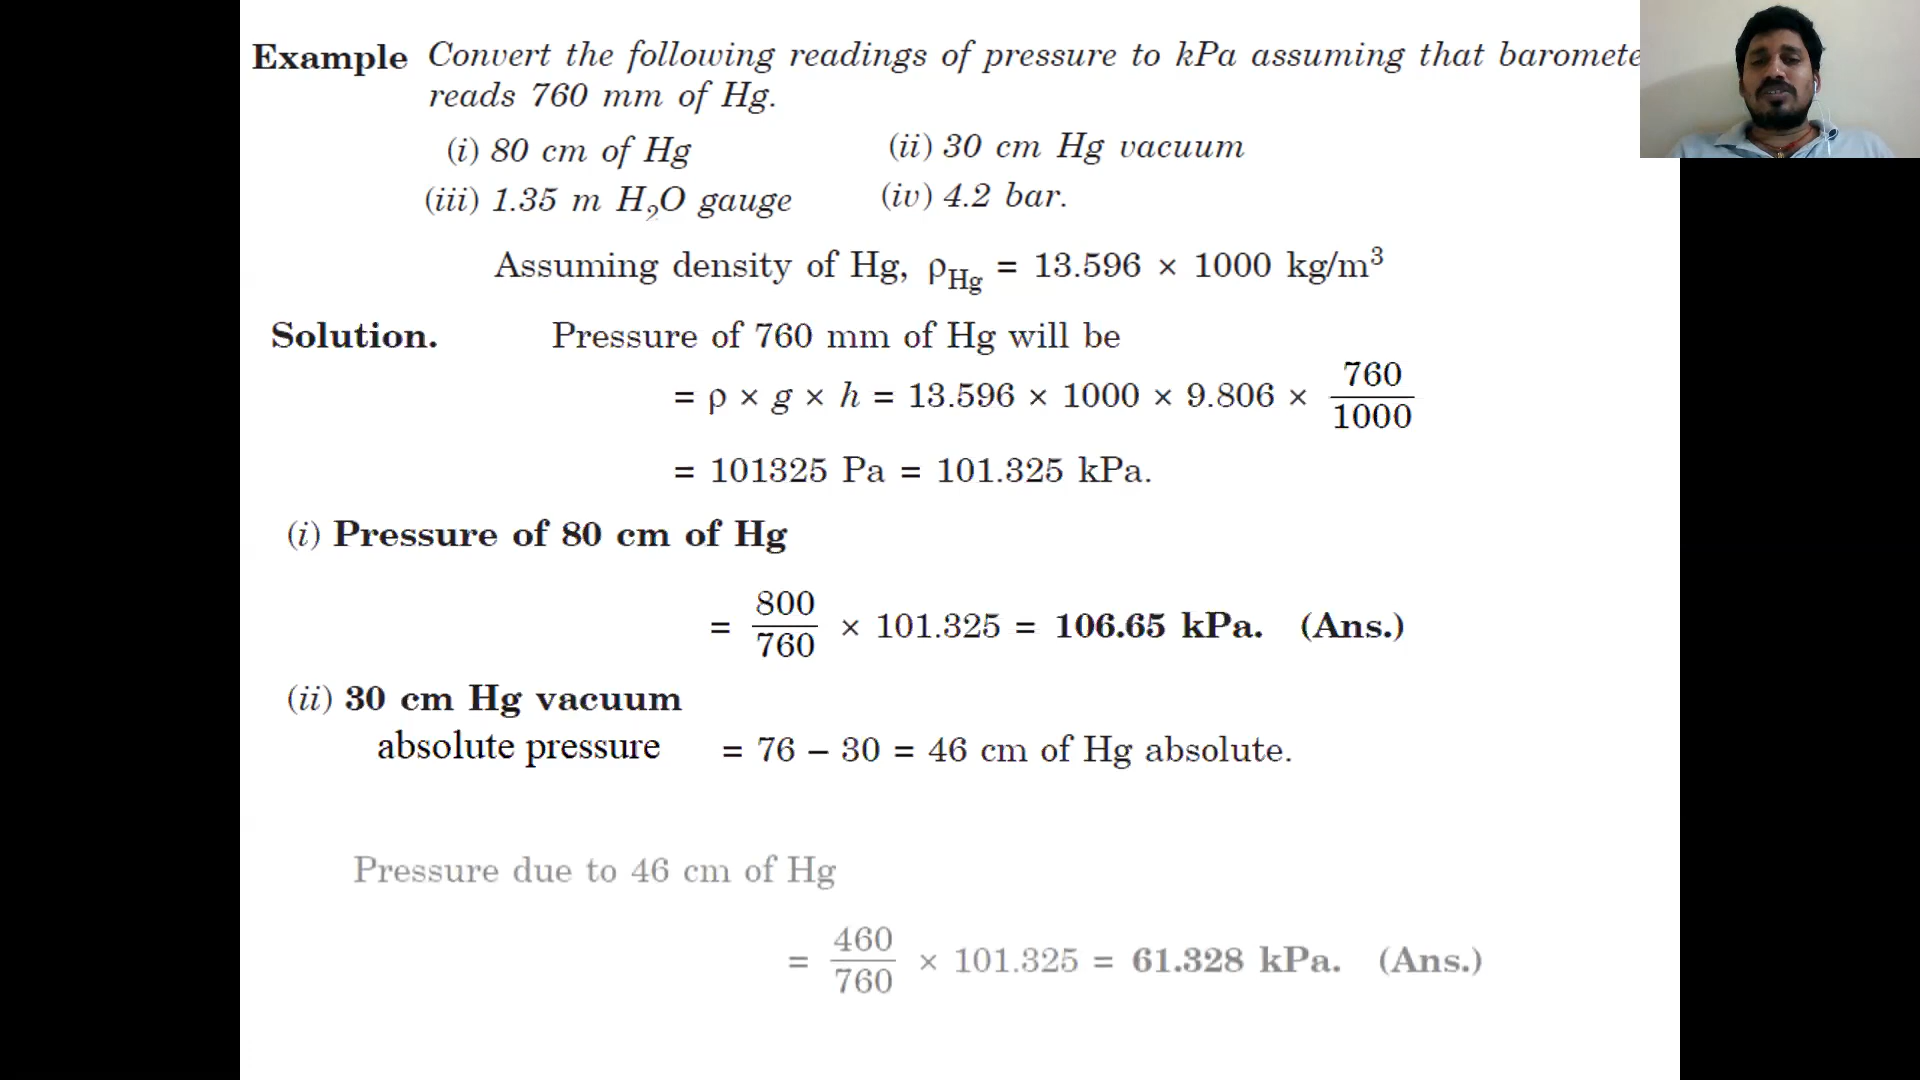 Example Convert the following readings of pressure to kPa assuming that baromete
reads 760 mm of Hg.
(i) 80 cm of Hg (ii) 30 cm Hg vacuum
(iii) 1.35 m H₂O gauge (iv) 4.2 bar.
Assuming density of Hg, ρHg = 13.596 × 1000 kg/m³
Solution. Pressure of 760 mm of Hg will be
= ρ × g × h = 13.596 × 1000 × 9.806 × 760/1000
= 101325 Pa = 101.325 kPa.
(i) Pressure of 80 cm of Hg
= 800/760 × 101.325 = 106.65 kPa. (Ans.)
(ii) 30 cm Hg vacuum
absolute pressure = 76 – 30 = 46 cm of Hg absolute.
Pressure due to 46 cm of Hg
= 460/760 × 101.325 = 61.328 kPa. (Ans.)